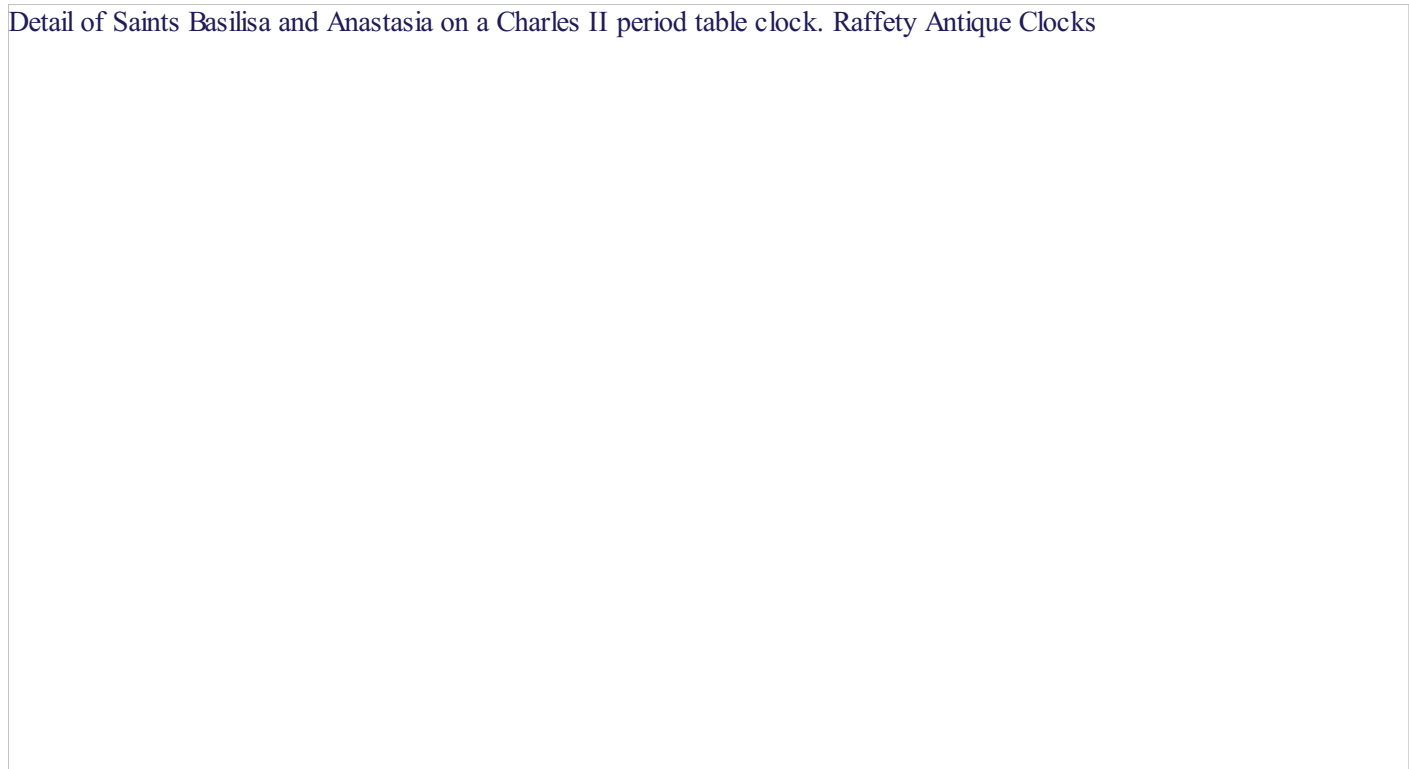 Detail of Saints Basilisa and Anastasia on a Charles II period table clock. Raffety Antique Clocks